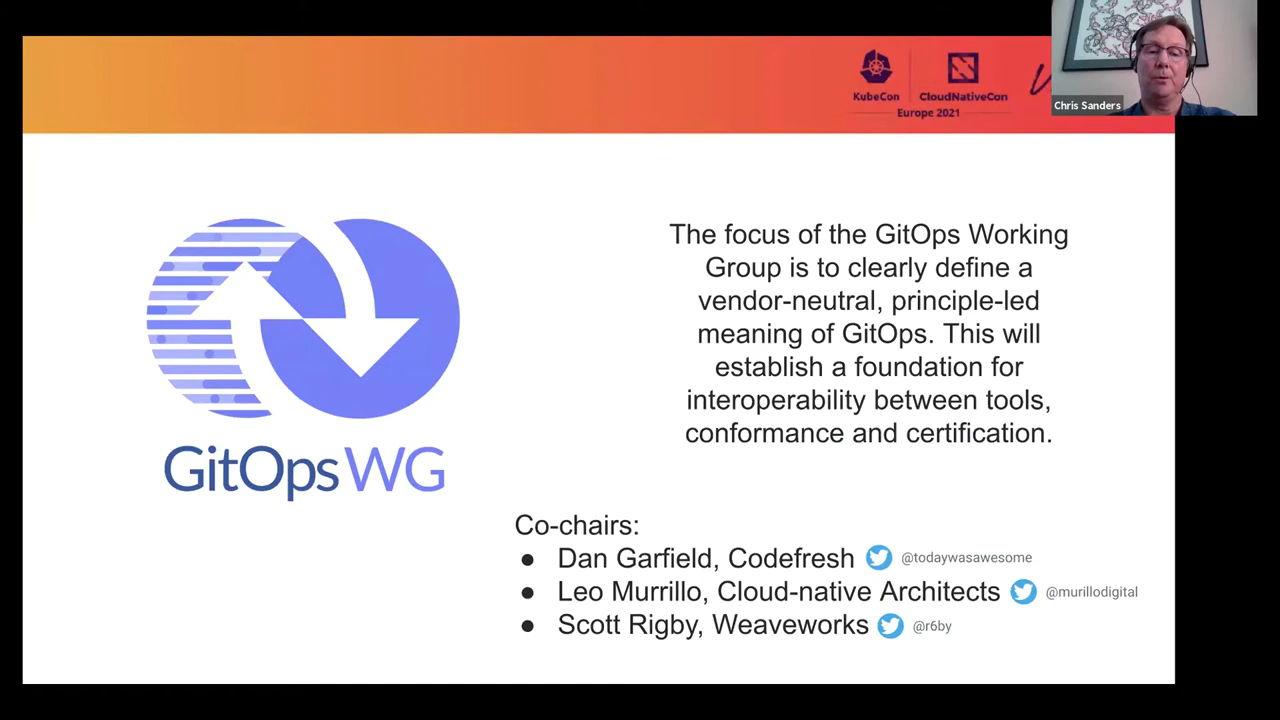 KubeCon
CloudNativeCon
Europe 2021
Chris Sanders
The focus of the GitOps Working
Group is to clearly define a
vendor-neutral, principle-led
meaning of GitOps. This will
establish a foundation for
interoperability between tools,
conformance and certification.
GitOps WG
Co-chairs:
● Dan Garfield, Codefresh @todaywasawesome
● Leo Murrillo, Cloud-native Architects @murillodigital
● Scott Rigby, Weaveworks @r6by